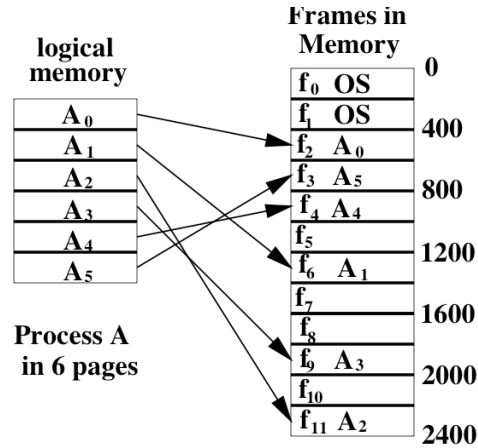 Frames in
Memory
logical
memory
0
f0 OS
f1 OS
400
A0
A1
A2
A3
A4
A5
f2 A0
f3 A5
800
f4 A4
f5
1200
f6 A1
f7
1600
f8
f9 A3
2000
f10
f11 A2
2400
Process A
in 6 pages